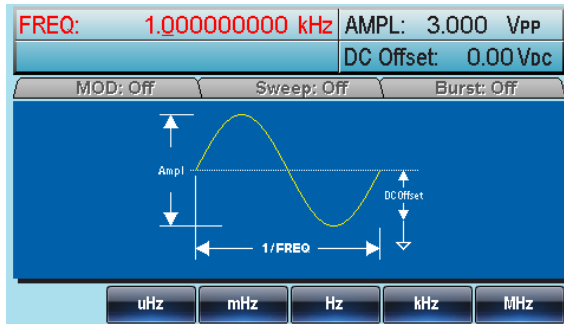 FREQ: 1.000000000 kHz AMPL: 3.000 VPP
DC Offset: 0.00 VDC
MOD: Off Sweep: Off Burst: Off
Ampl
DC Offset
1/FREQ
uHz mHz Hz kHz MHz